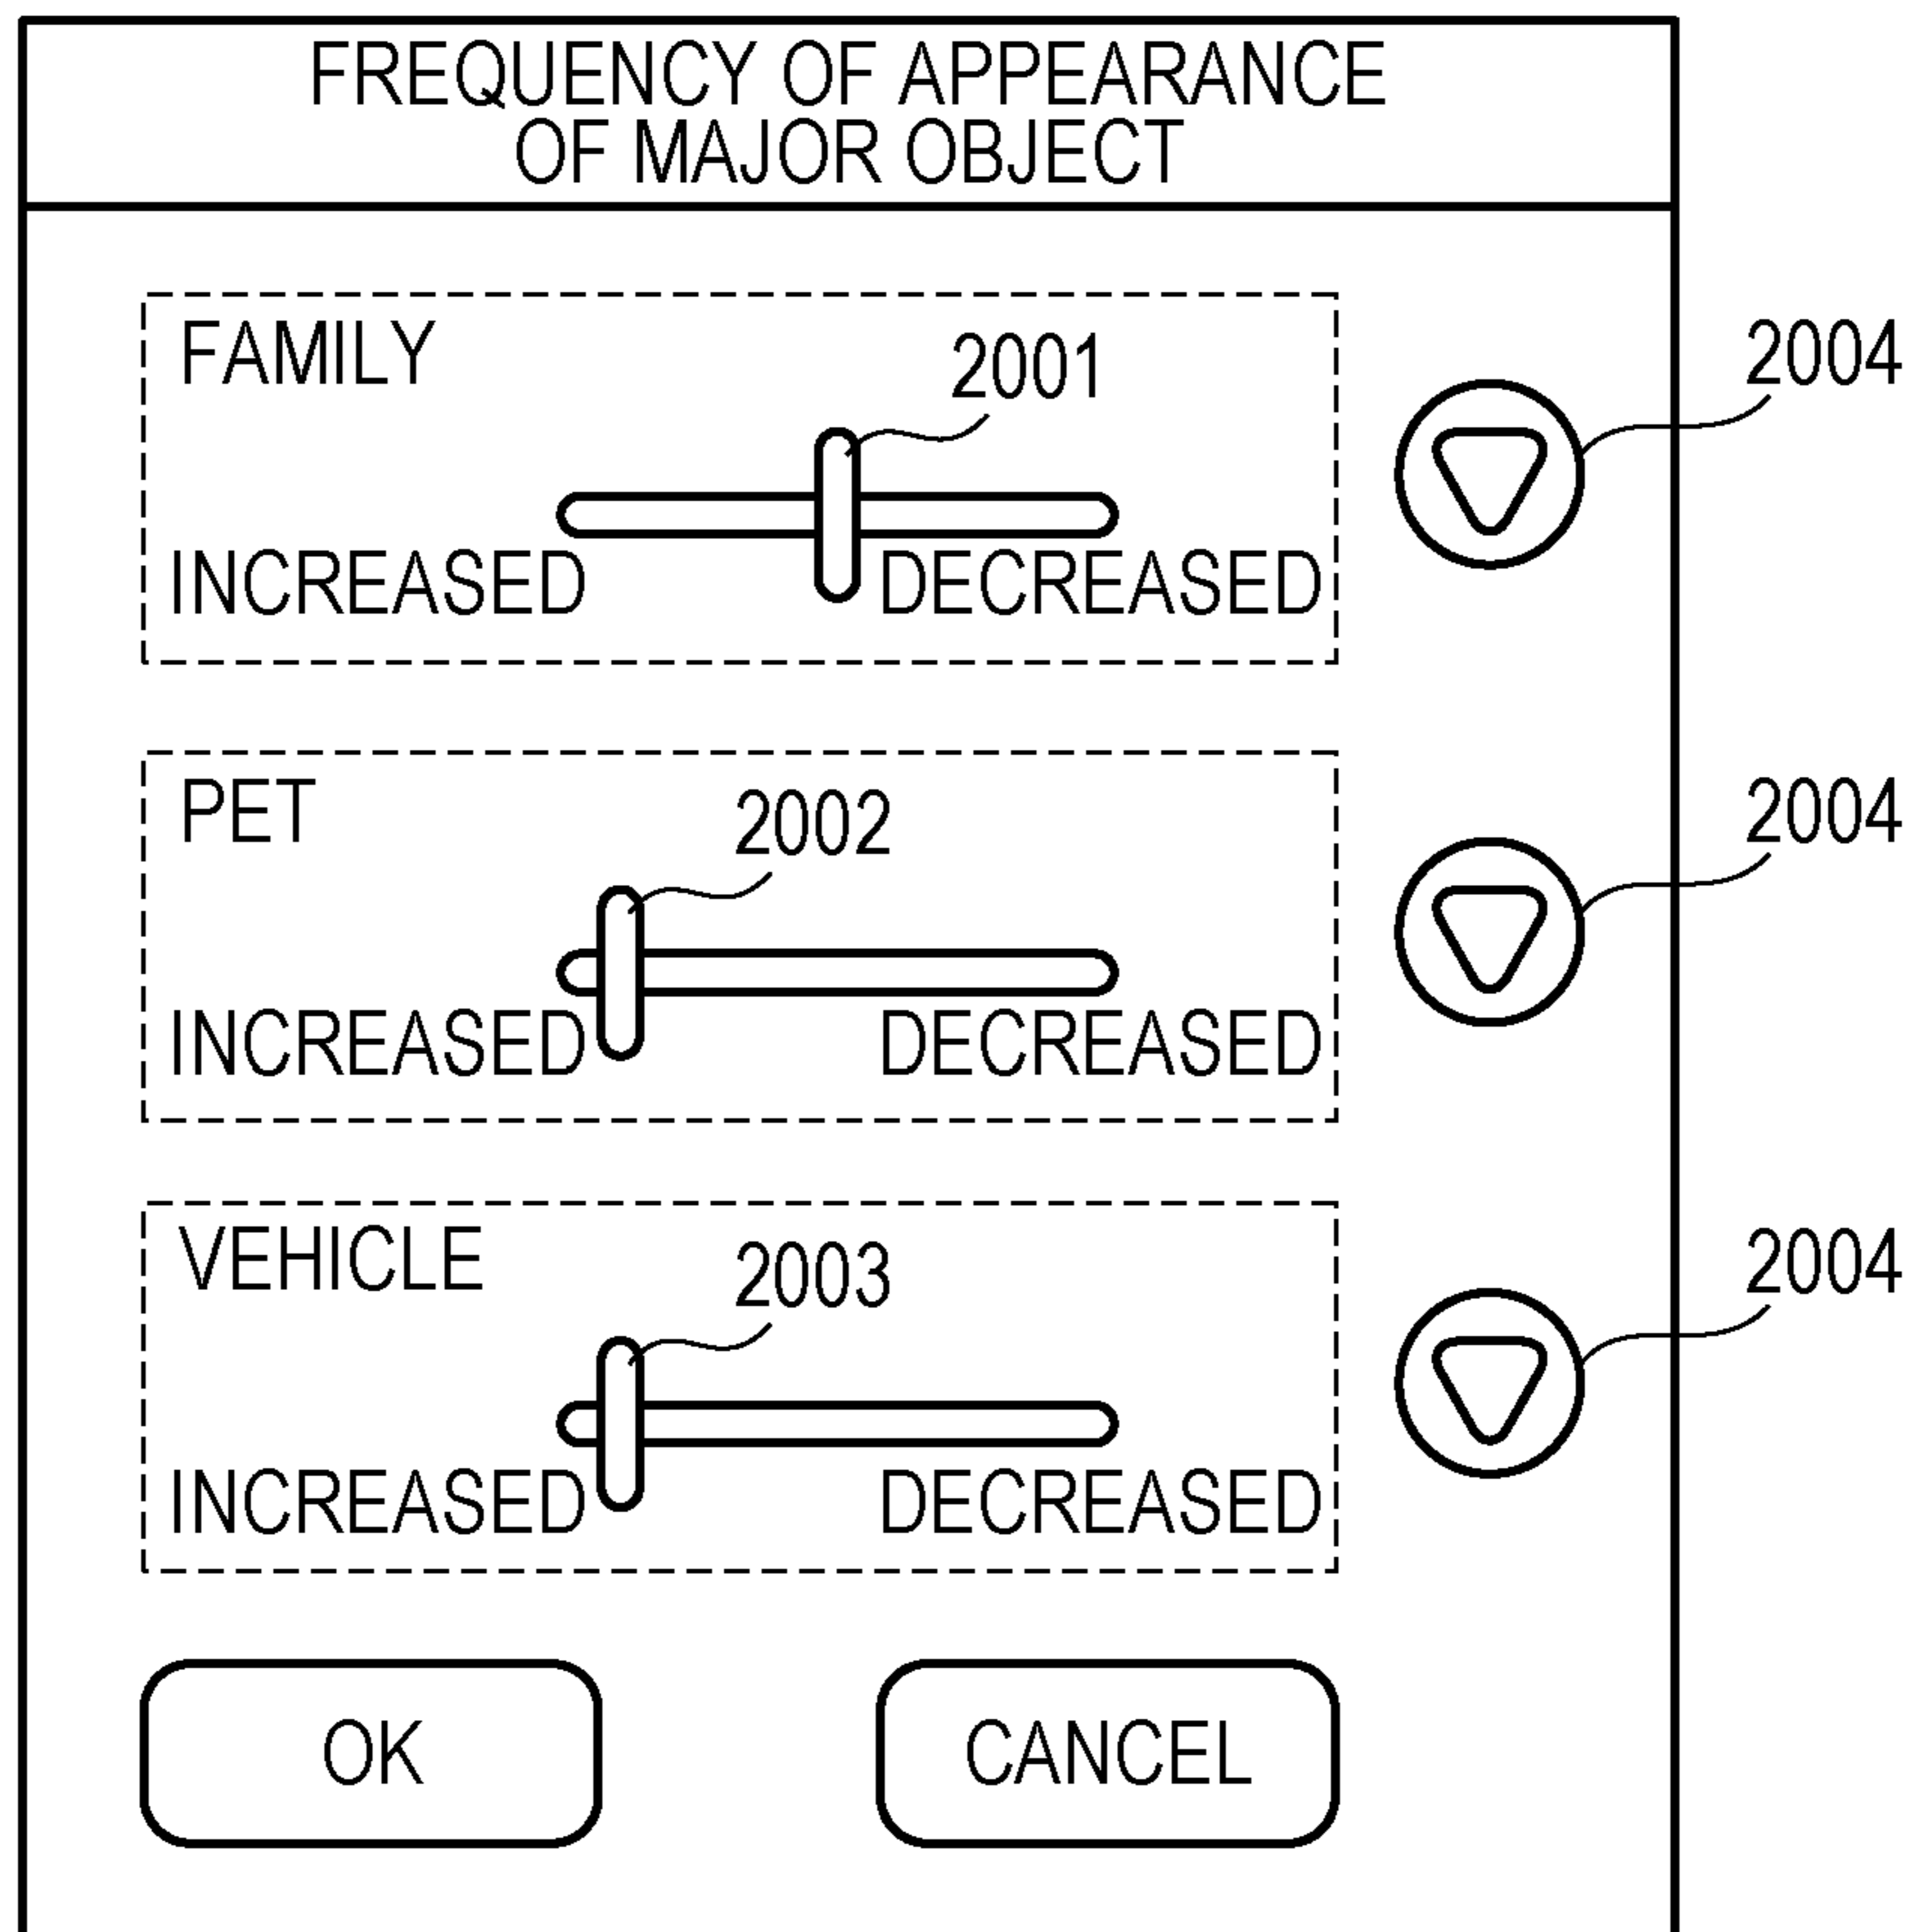 FREQUENCY OF APPEARANCE
OF MAJOR OBJECT
FAMILY
2001
2004
INCREASED
DECREASED
PET
2002
2004
INCREASED
DECREASED
VEHICLE
2003
2004
INCREASED
DECREASED
OK
CANCEL